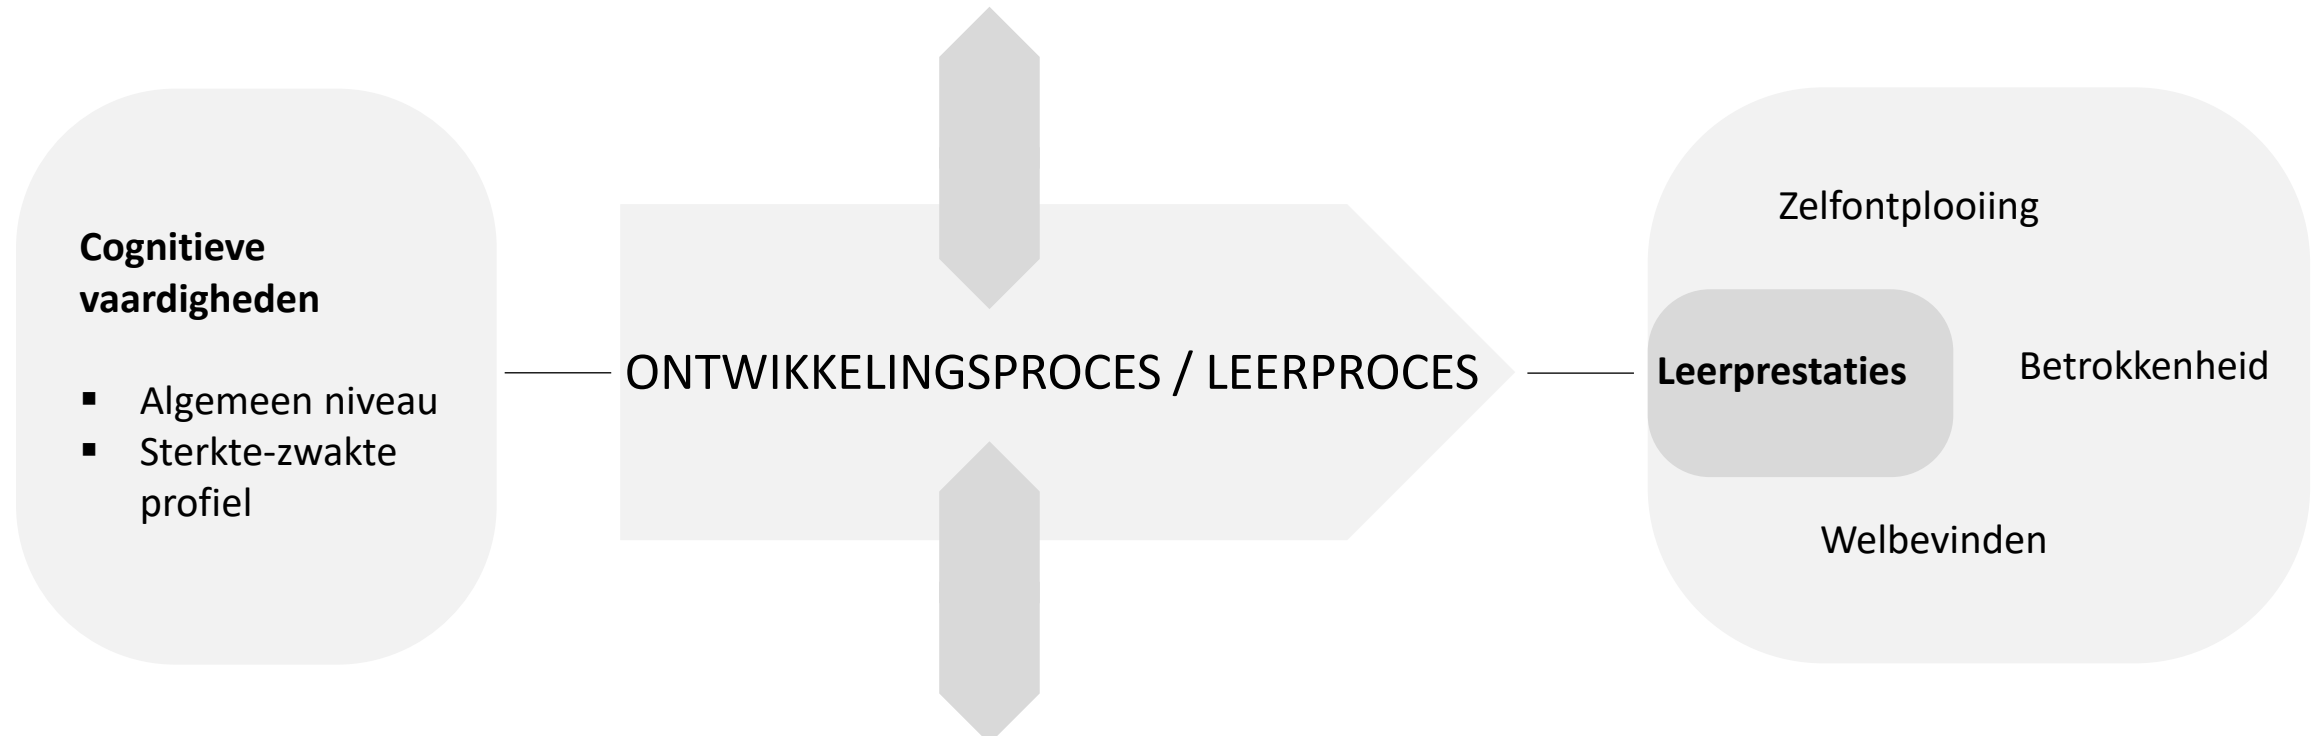 Cognitieve
vaardigheden
▪ Algemeen niveau
▪ Sterkte-zwakte
profiel
ONTWIKKELINGSPROCES / LEERPROCES
Zelfontplooiing
Leerprestaties
Betrokkenheid
Welbevinden